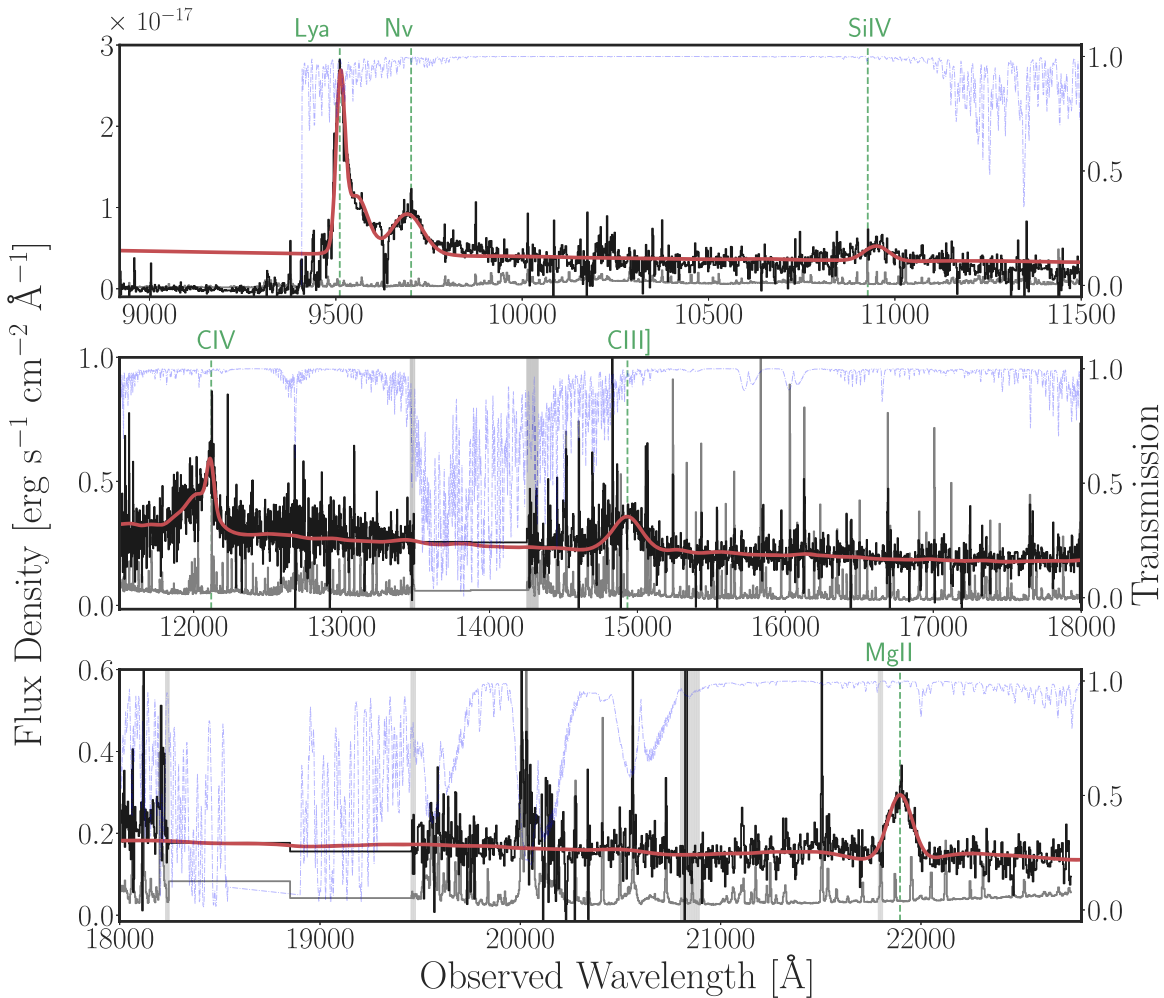 × 10⁻¹⁷
Lya Nv SiIV
3 1.0
2
0.5
1
0 0.0
9000 9500 10000 10500 11000 11500
CIV CIII]
1.0 1.0
0.5 0.5
0.0 0.0
12000 13000 14000 15000 16000 17000 18000
MgII
0.6 1.0
0.4
0.5
0.2
0.0 0.0
18000 19000 20000 21000 22000
Observed Wavelength [Å]
Flux Density [erg s⁻¹ cm⁻² Å⁻¹]
Transmission